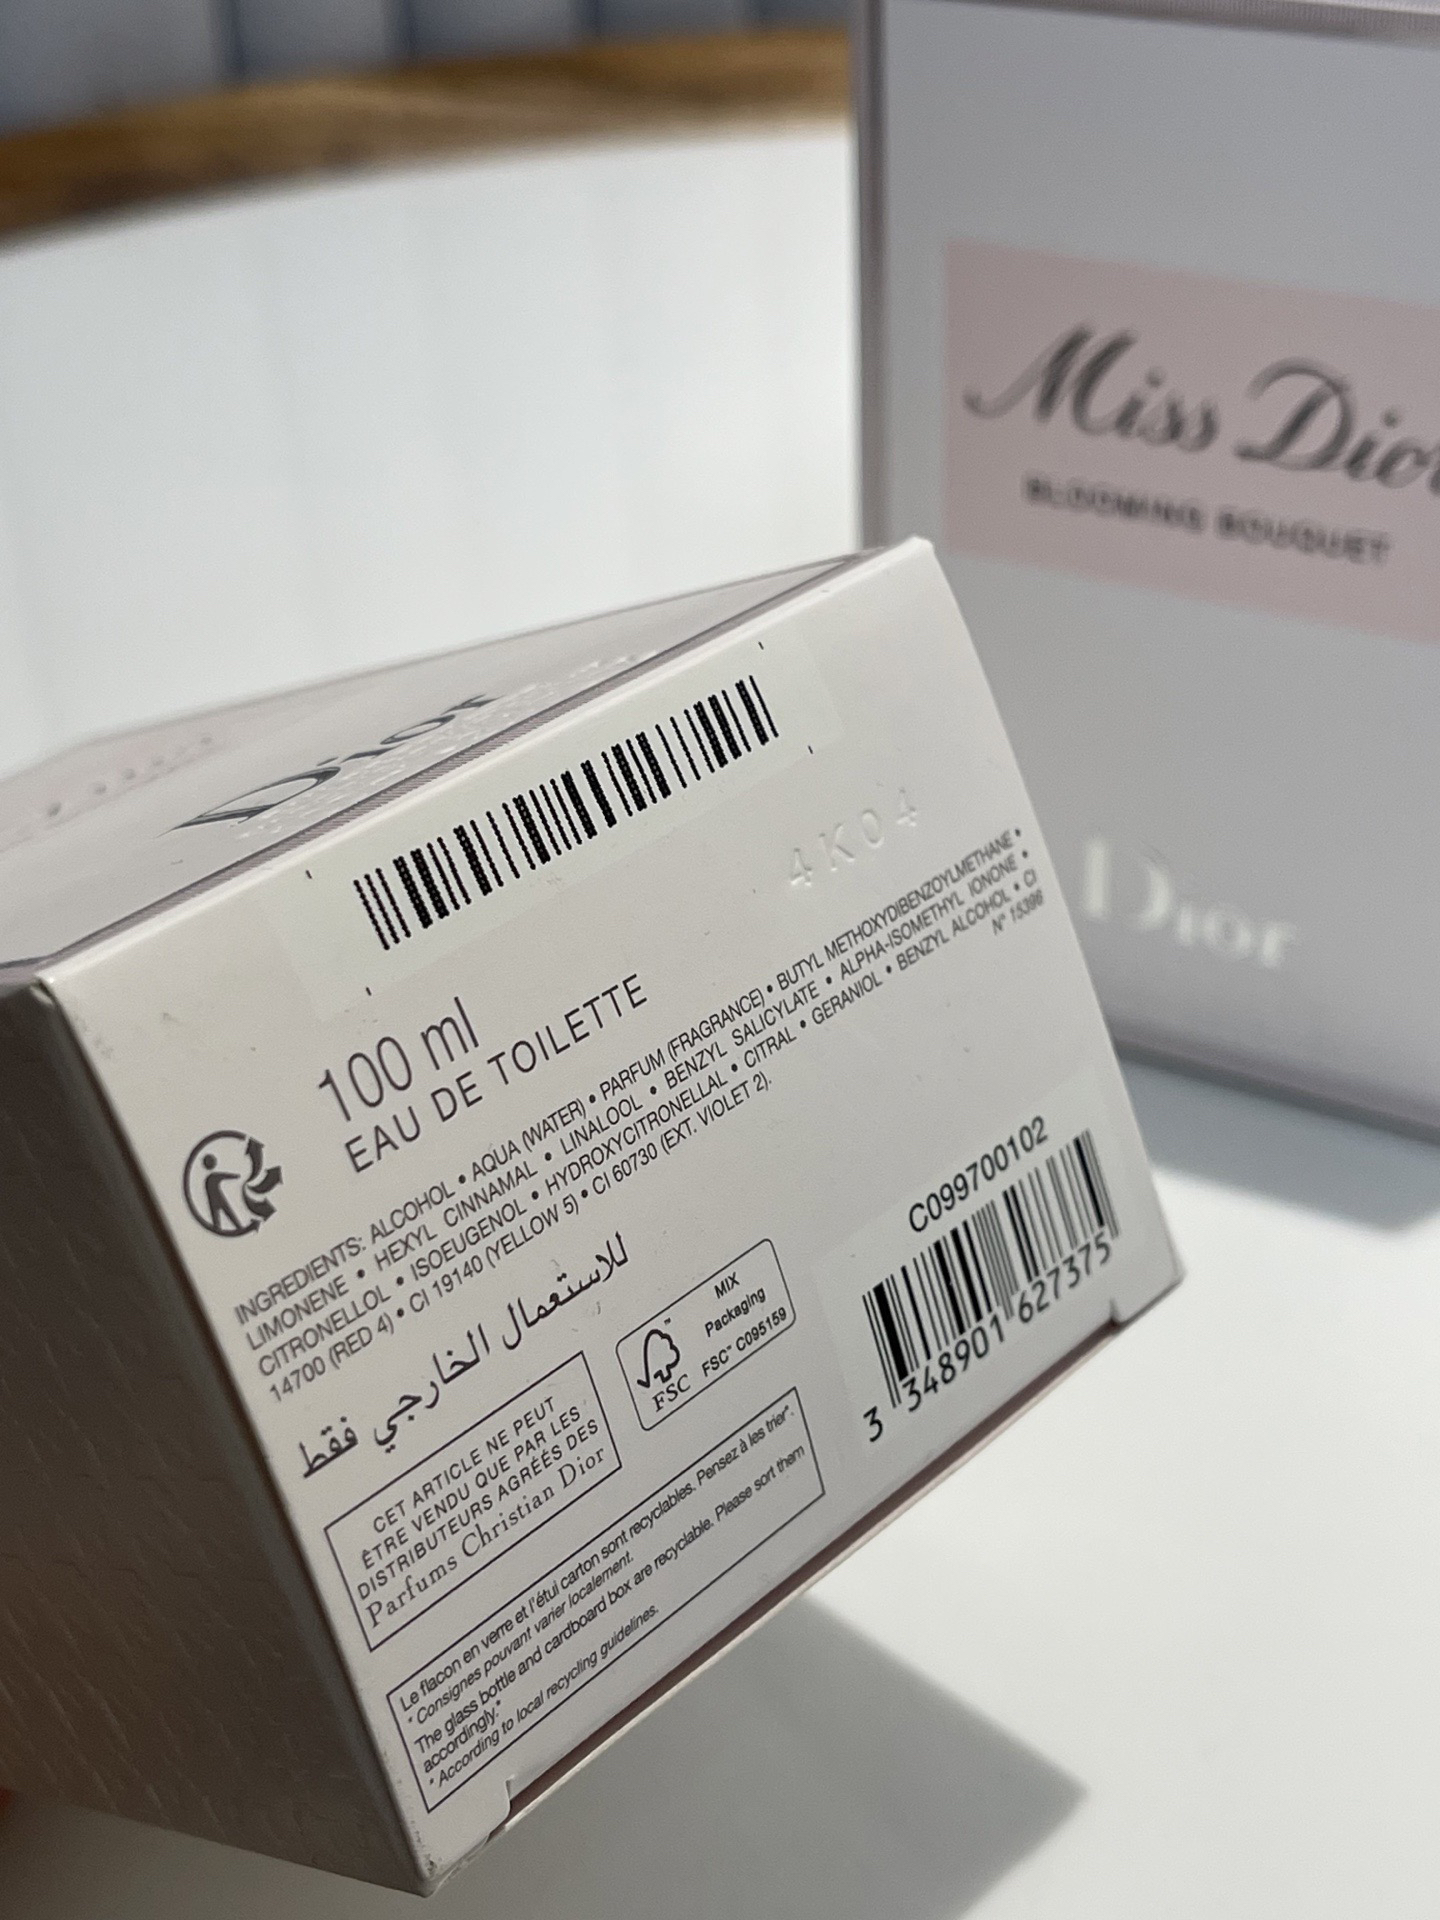 Miss Dior
BLOOMING BOUQUET
Dior
Dior
4K04
100 ml
EAU DE TOILETTE
INGREDIENTS: ALCOHOL • AQUA (WATER) • PARFUM (FRAGRANCE) • BUTYL METHOXYDIBENZOYLMETHANE •
LIMONENE • HEXYL CINNAMAL • LINALOOL • BENZYL SALICYLATE • ALPHA-ISOMETHYL IONONE •
CITRONELLOL • ISOEUGENOL • HYDROXYCITRONELLAL • CITRAL • GERANIOL • BENZYL ALCOHOL • CI
14700 (RED 4) • CI 19140 (YELLOW 5) • CI 60730 (EXT. VIOLET 2).
N° 15396
للاستعمال الخارجي فقط
CET ARTICLE NE PEUT
ÊTRE VENDU QUE PAR LES
DISTRIBUTEURS AGRÉÉS DES
Parfums Christian Dior
FSC
MIX
Packaging
FSC™ C095159
C099700102
3 348901 627375
Le flacon en verre et l'étui carton sont recyclables. Pensez à les trier*.
* Consignes pouvant varier localement.
The glass bottle and cardboard box are recyclable. Please sort them
accordingly.*
* According to local recycling guidelines.